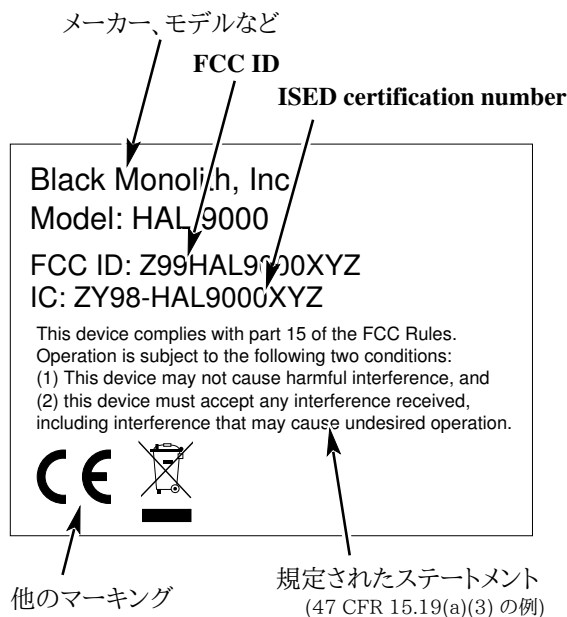 メーカー、モデルなど
FCC ID
ISED certification number
Black Monolith, Inc
Model: HAL 9000
FCC ID: Z99HAL9000XYZ
IC: ZY98-HAL9000XYZ
This device complies with part 15 of the FCC Rules.
Operation is subject to the following two conditions:
(1) This device may not cause harmful interference, and
(2) this device must accept any interference received,
including interference that may cause undesired operation.
CE
他のマーキング
規定されたステートメント
(47 CFR 15.19(a)(3) の例)